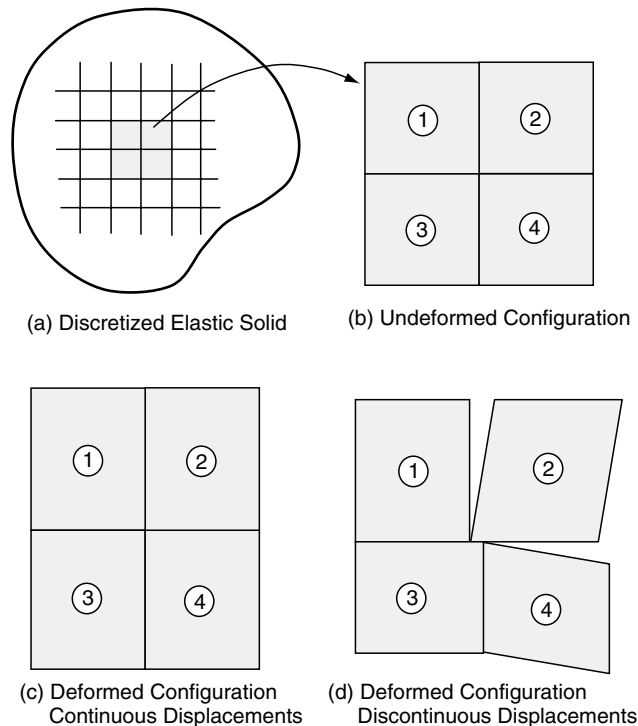 1
2
3
4
(a) Discretized Elastic Solid
(b) Undeformed Configuration
1
2
3
4
1
2
3
4
(c) Deformed Configuration
Continuous Displacements
(d) Deformed Configuration
Discontinuous Displacements